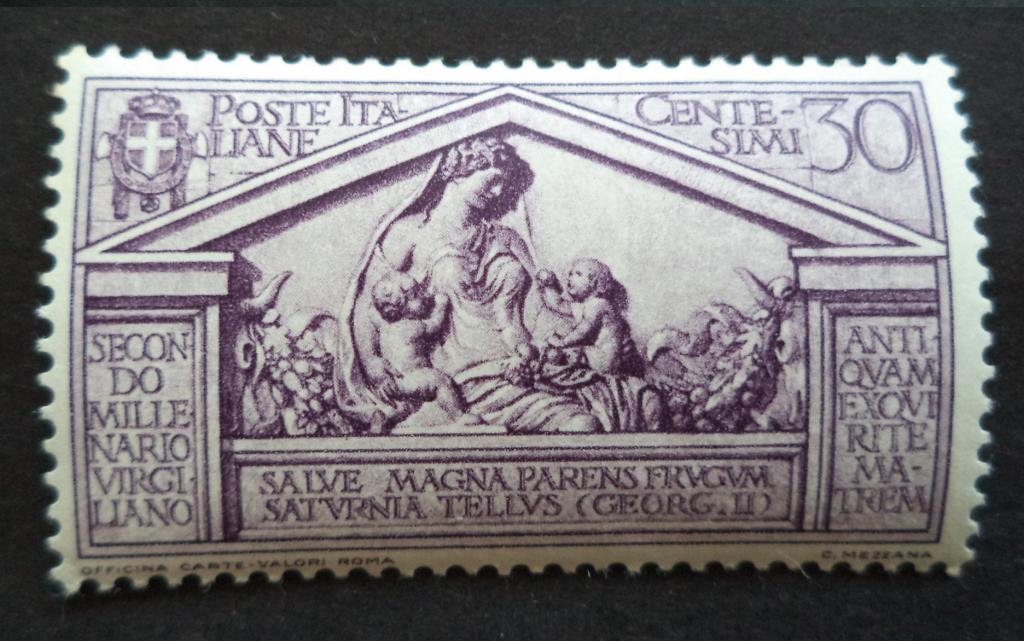 POSTE ITA-
LIANE
CENTE-
SIMI 30
SECON
DO
MILLE
NARIO
VIRGI-
LIANO
ANTI-
QVAM
EXQVI
RITE
MA-
TREM
SALVE MAGNA PARENS FRVGVM
SATVRNIA TELLVS (GEORG. II)
OFFICINA CARTE-VALORI ROMA
C. MEZZANA